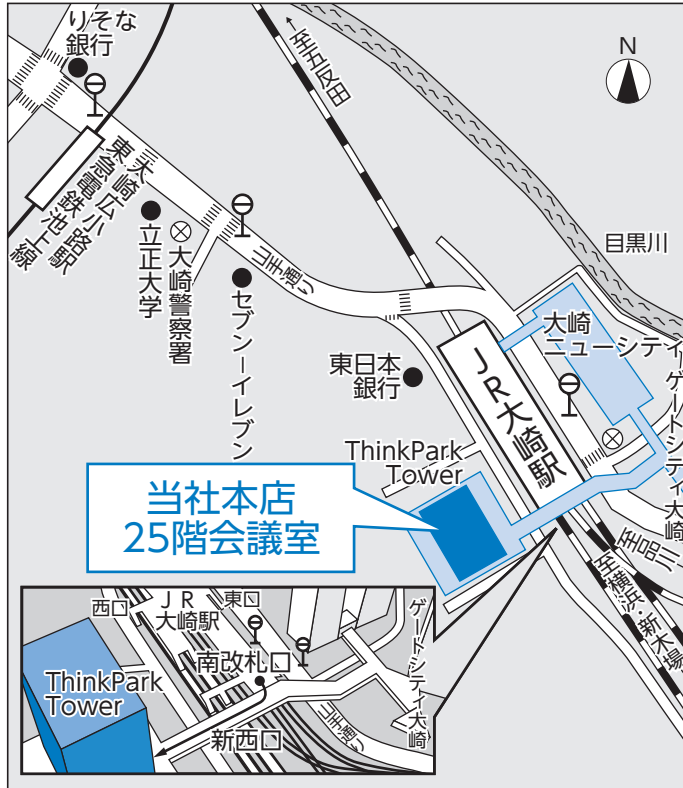 りそな
銀行
←至五反田
N
大崎広小路駅
東急電鉄池上線
立正大学
大崎警察署
セブン－イレブン
山手通り
目黒川
大崎
ニューシティ
ゲートシティ大崎
東日本
銀行
JR大崎駅
ThinkPark
Tower
当社本店
25階会議室
至品川
至横浜・新木場
西口
JR
大崎駅
東口
南改札口
ThinkPark
Tower
新西口
山手通り
ゲートシティ大崎